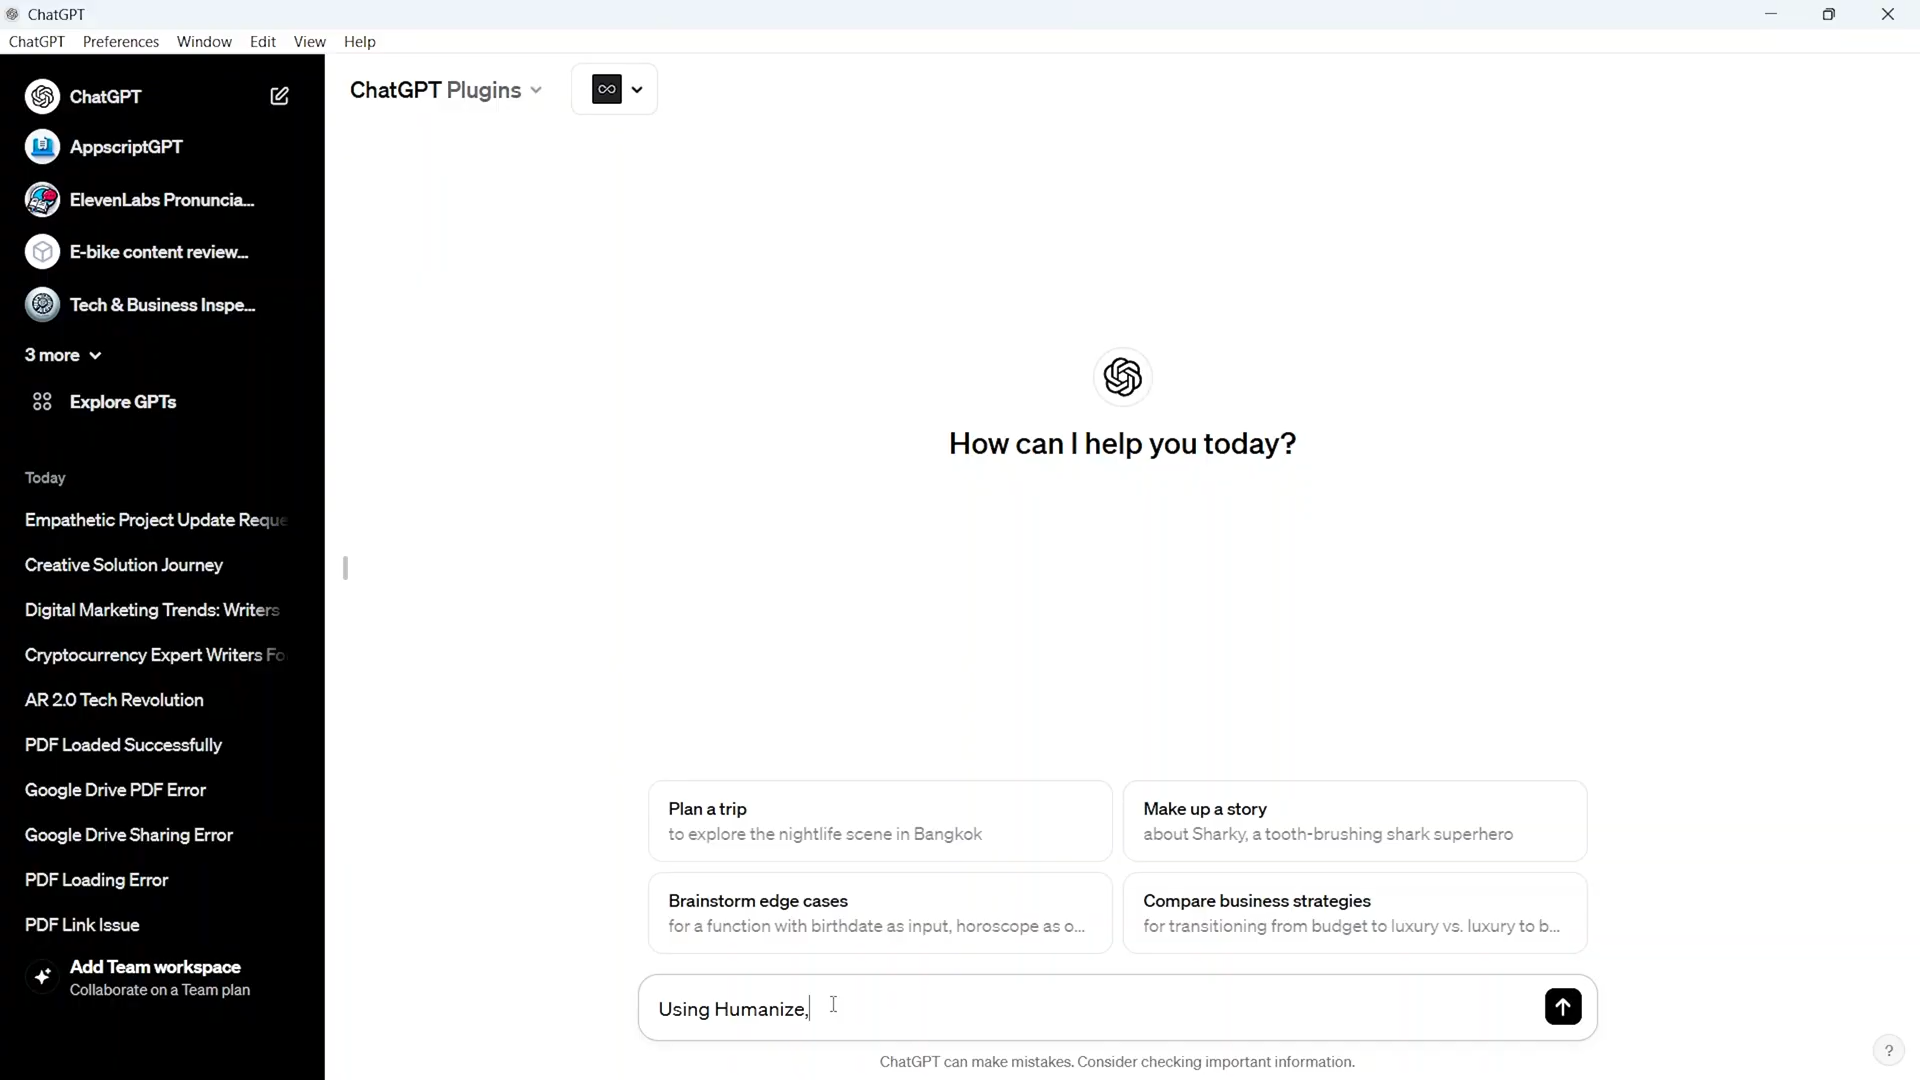 ChatGPT
ChatGPT Preferences Window Edit View Help
ChatGPT
AppscriptGPT
ElevenLabs Pronuncia...
E-bike content review...
Tech & Business Inspe...
3 more
Explore GPTs
Today
Empathetic Project Update Reque
Creative Solution Journey
Digital Marketing Trends: Writers
Cryptocurrency Expert Writers Fo
AR 2.0 Tech Revolution
PDF Loaded Successfully
Google Drive PDF Error
Google Drive Sharing Error
PDF Loading Error
PDF Link Issue
Add Team workspace
Collaborate on a Team plan
ChatGPT Plugins
How can I help you today?
Plan a trip
to explore the nightlife scene in Bangkok
Make up a story
about Sharky, a tooth-brushing shark superhero
Brainstorm edge cases
for a function with birthdate as input, horoscope as o...
Compare business strategies
for transitioning from budget to luxury vs. luxury to b...
Using Humanize,
ChatGPT can make mistakes. Consider checking important information.
?